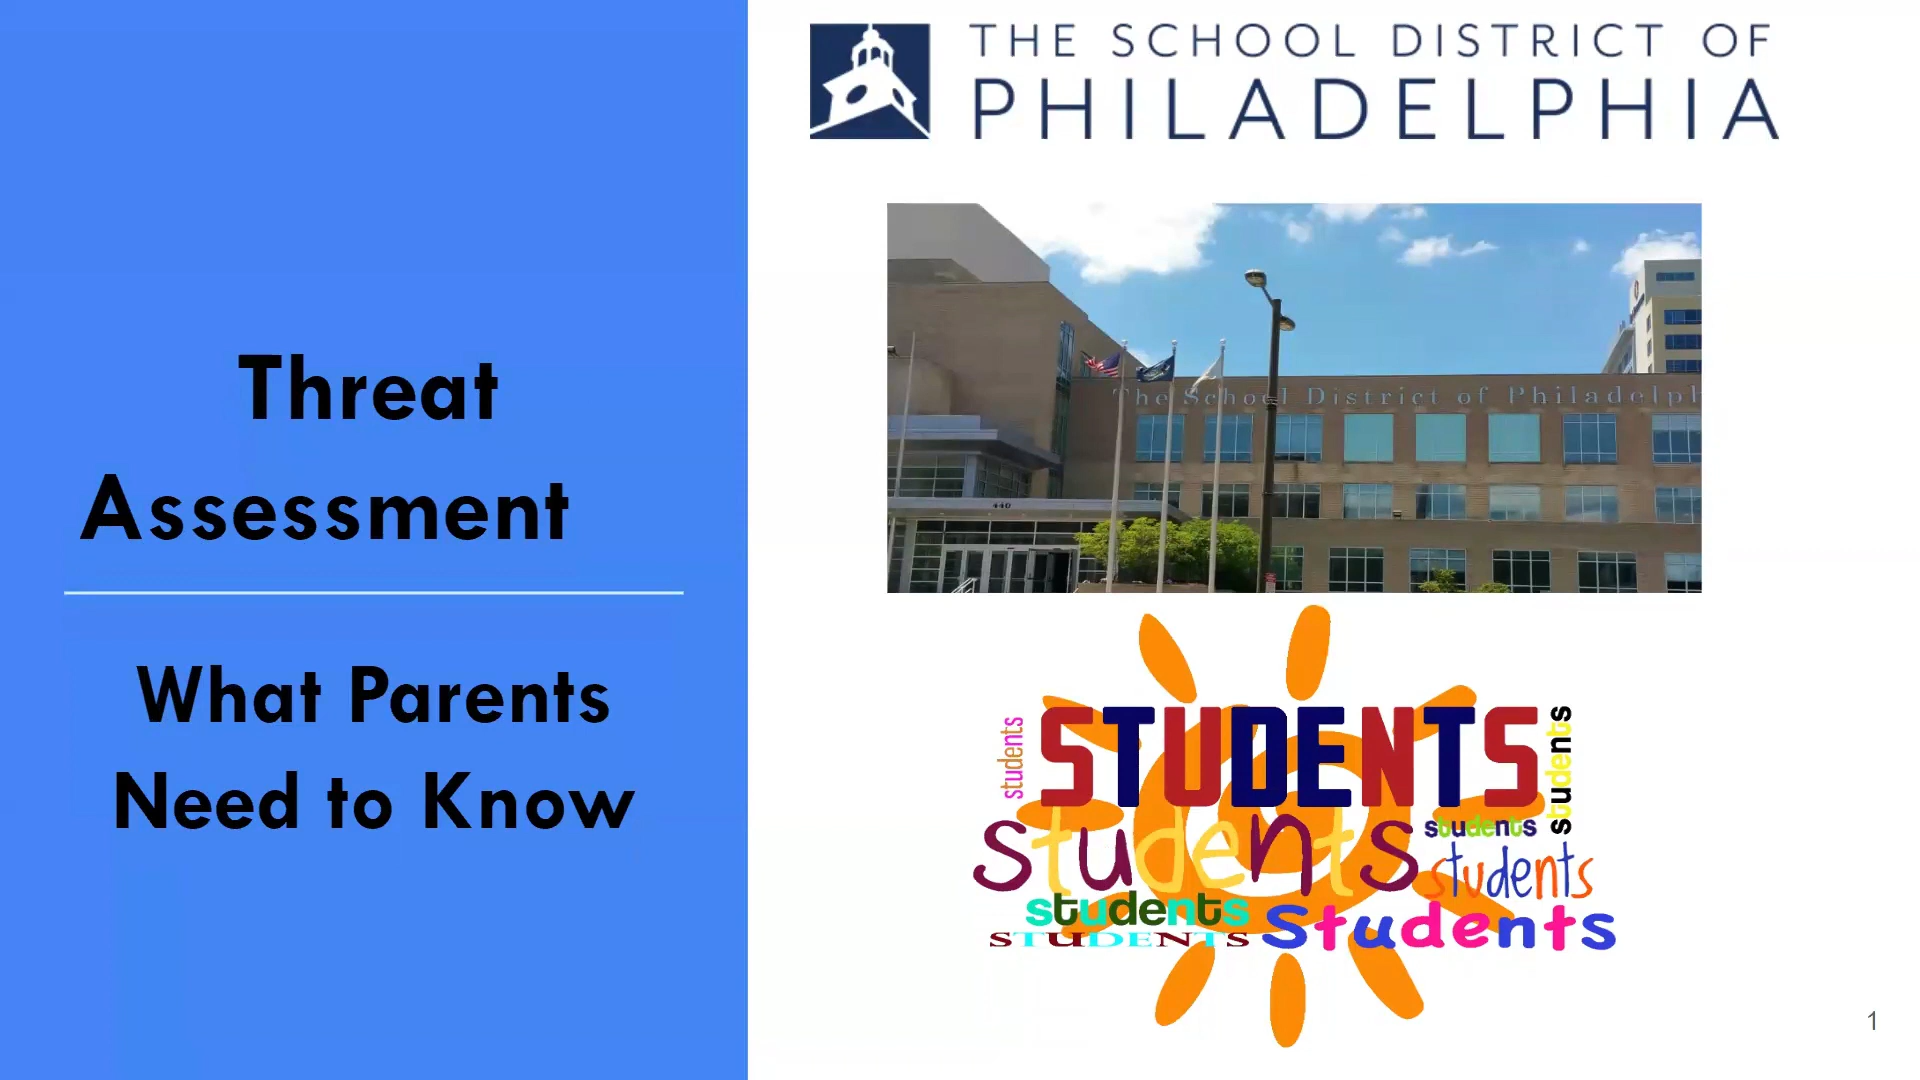 Threat
Assessment
What Parents
Need to Know
THE SCHOOL DISTRICT OF
PHILADELPHIA
The School District of Philadelph
440
students
STUDENTS
students
students
students
students
students
STUDENTS
Students
1